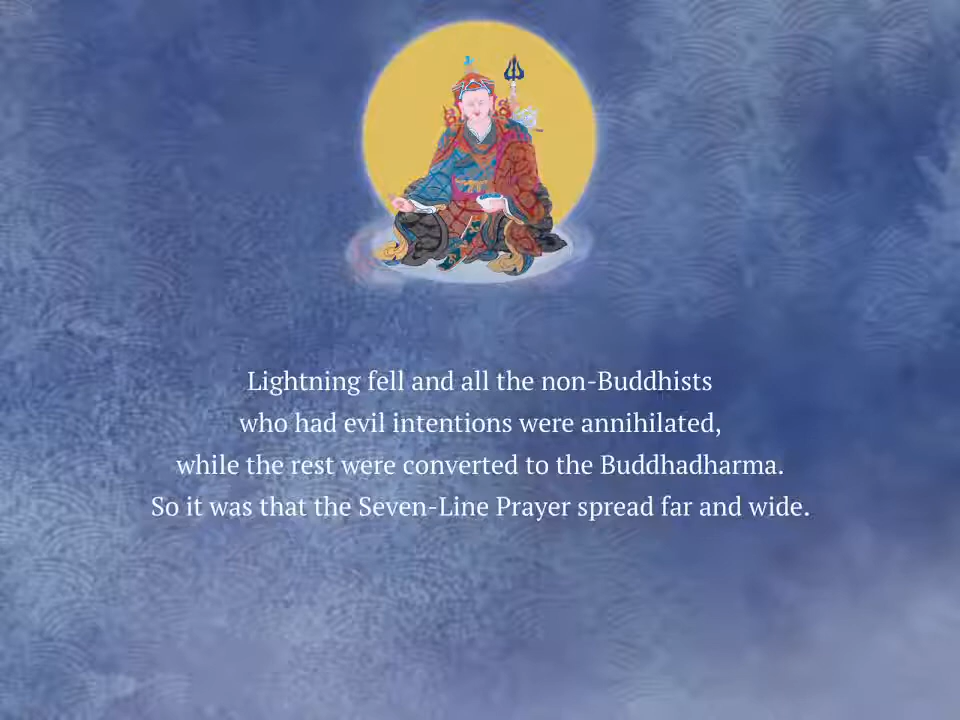 Lightning fell and all the non-Buddhists
who had evil intentions were annihilated,
while the rest were converted to the Buddhadharma.
So it was that the Seven-Line Prayer spread far and wide.